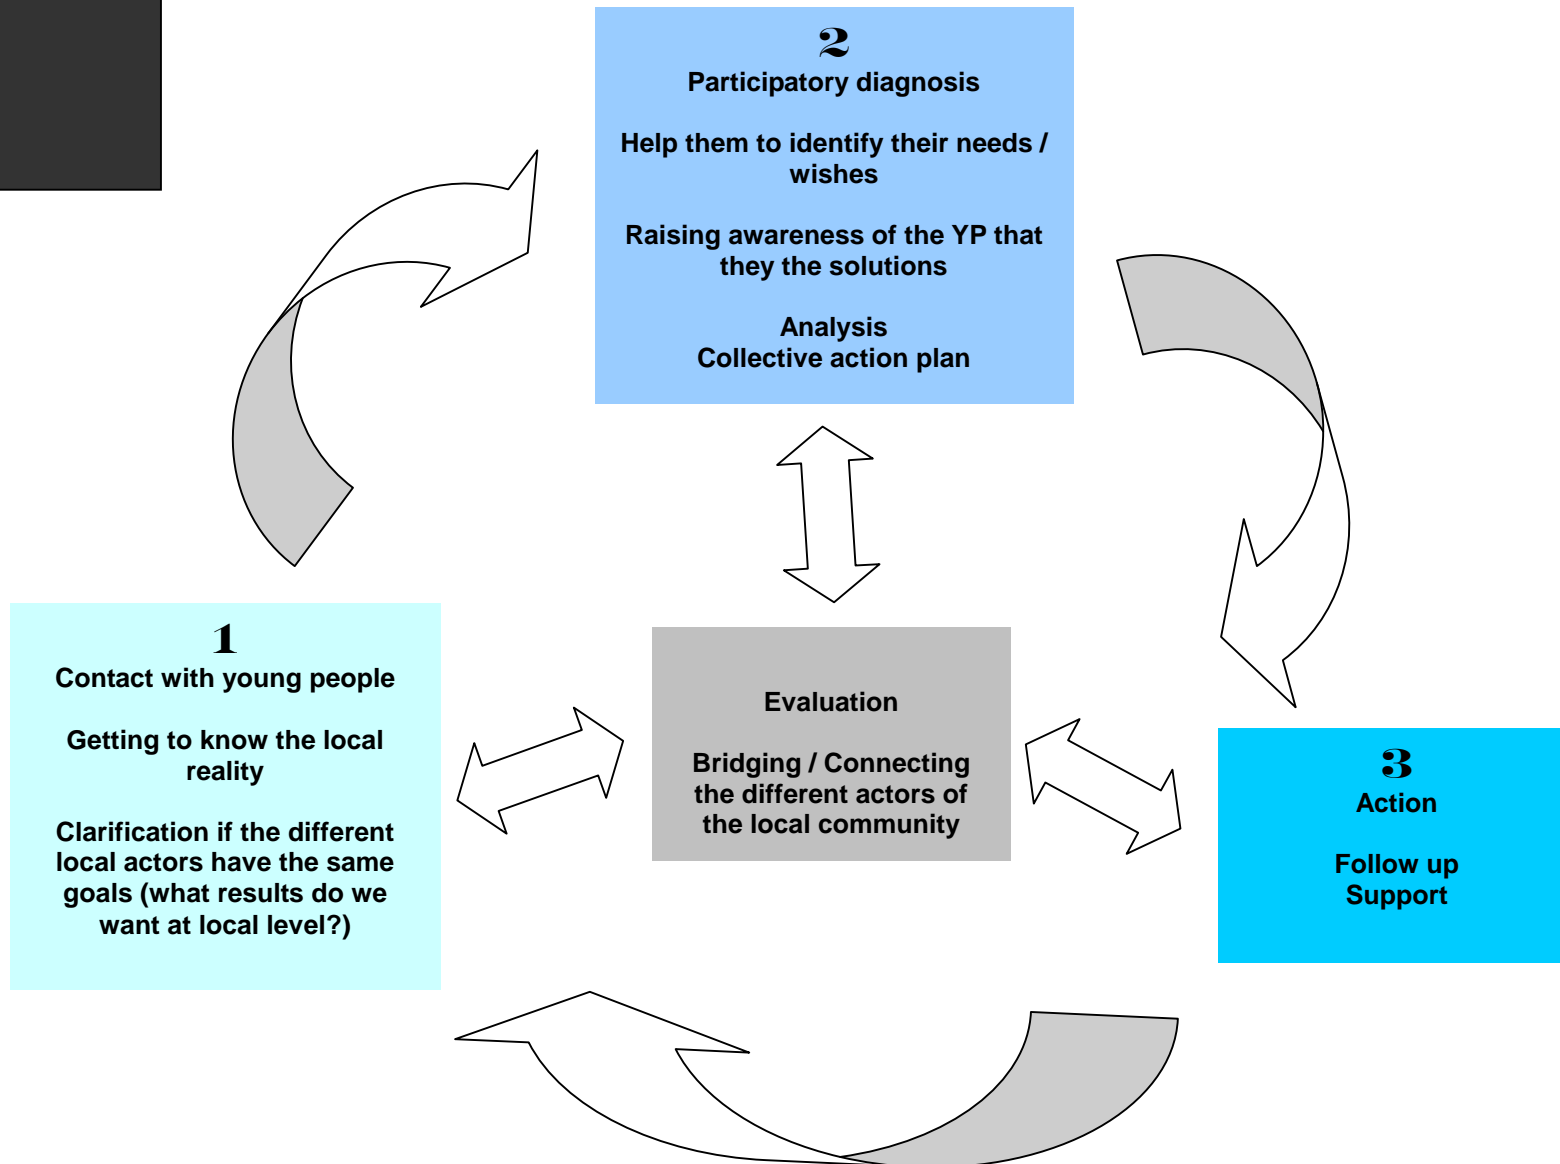 2
Participatory diagnosis
Help them to identify their needs /
wishes
Raising awareness of the YP that
they the solutions
Analysis
Collective action plan
1
Contact with young people
Getting to know the local
reality
Clarification if the different
local actors have the same
goals (what results do we
want at local level?)
Evaluation
Bridging / Connecting
the different actors of
the local community
3
Action
Follow up
Support